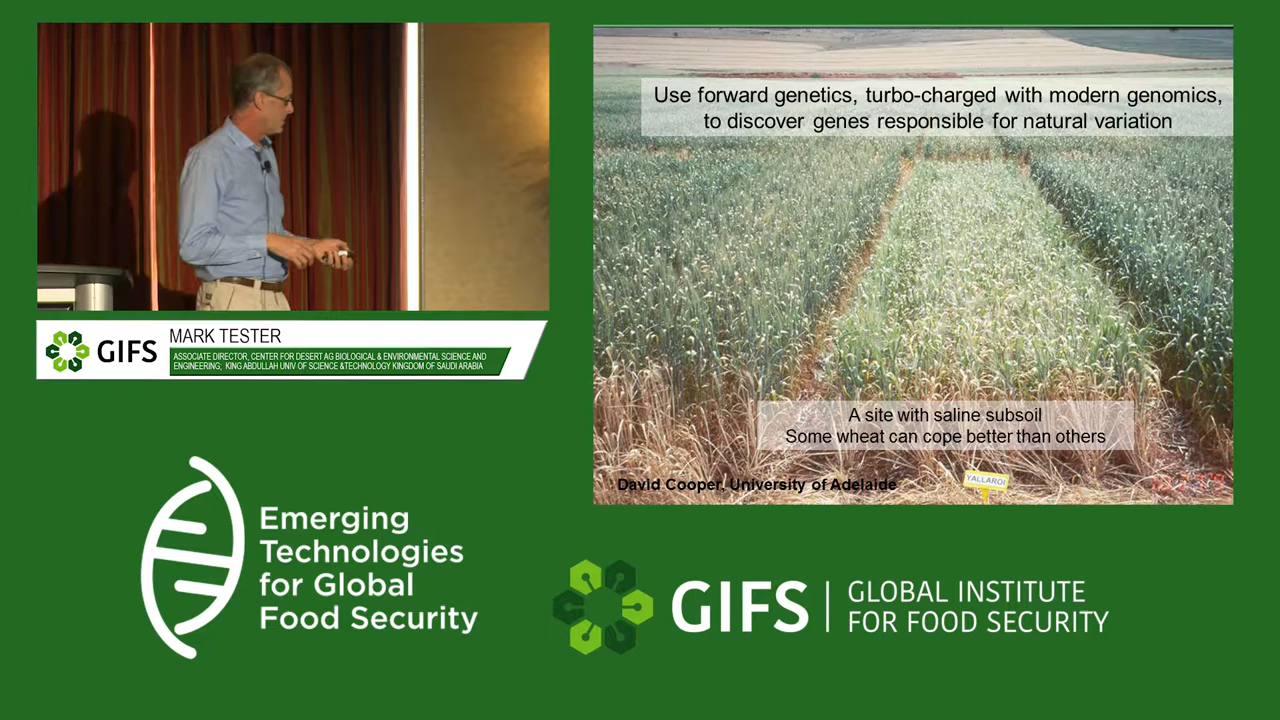 Use forward genetics, turbo-charged with modern genomics,
to discover genes responsible for natural variation
A site with saline subsoil
Some wheat can cope better than others
David Cooper, University of Adelaide
YALLAROI
GIFS
MARK TESTER
ASSOCIATE DIRECTOR, CENTER FOR DESERT AG BIOLOGICAL & ENVIRONMENTAL SCIENCE AND
ENGINEERING; KING ABDULLAH UNIV OF SCIENCE &TECHNOLOGY KINGDOM OF SAUDI ARABIA
Emerging
Technologies
for Global
Food Security
GIFS
GLOBAL INSTITUTE
FOR FOOD SECURITY